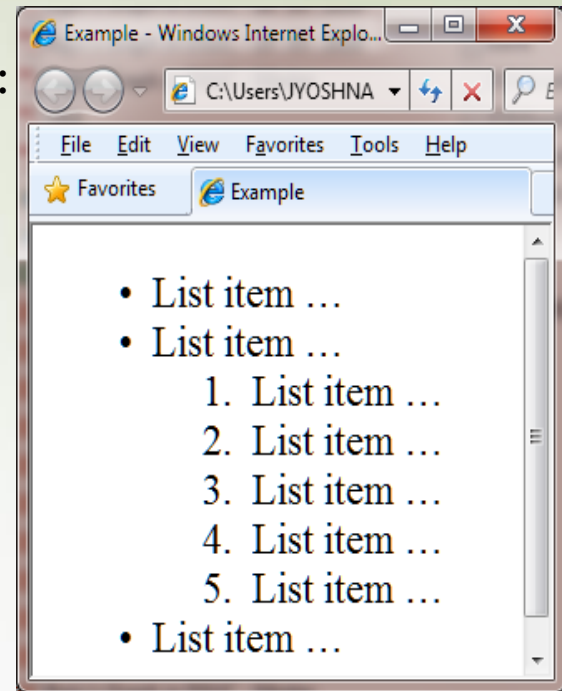 Example - Windows Internet Explo...
:
C:\Users\JYOSHNA
File Edit View Favorites Tools Help
Favorites Example
• List item …
• List item …
1. List item …
2. List item …
3. List item …
4. List item …
5. List item …
• List item …